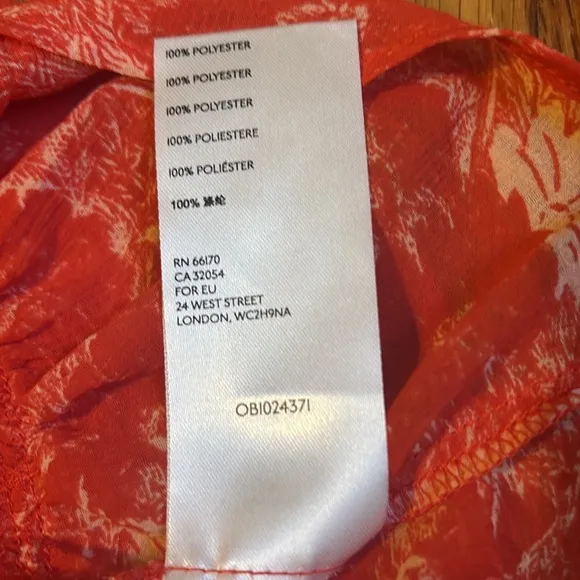 100% POLYESTER
100% POLYESTER
100% POLYESTER
100% POLIESTERE
100% POLIÉSTER
100% 涤纶
RN 66170
CA 32054
FOR EU
24 WEST STREET
LONDON, WC2H9NA
OB1024371